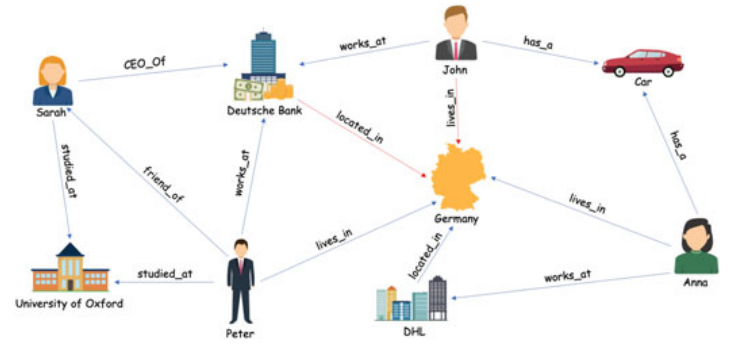 works_at
has_a
CEO_Of
John
Car
Sarah
Deutsche Bank
lives_in
located_in
has_a
studied_at
friend_of
works_at
lives_in
Germany
lives_in
located_in
studied_at
works_at
Anna
University of Oxford
Peter
DHL